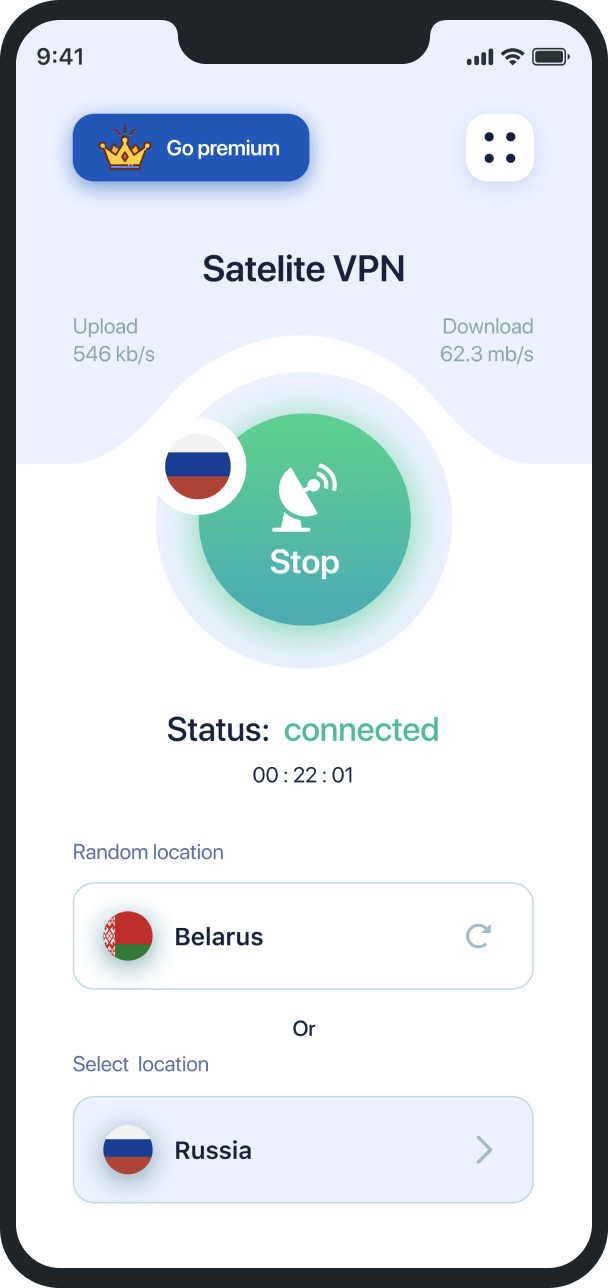 9:41
Go premium
Satelite VPN
Upload
546 kb/s
Download
62.3 mb/s
Stop
Status: connected
00 : 22 : 01
Random location
Belarus
Or
Select location
Russia